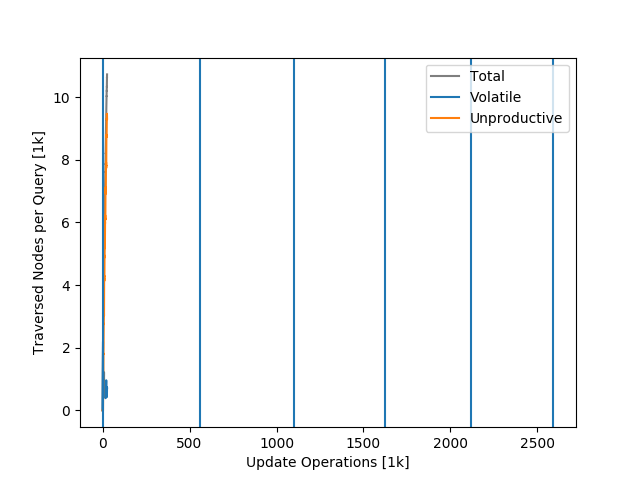 Total
Volatile
Unproductive
Traversed Nodes per Query [1k]
10
8
6
4
2
0
0 500 1000 1500 2000 2500
Update Operations [1k]